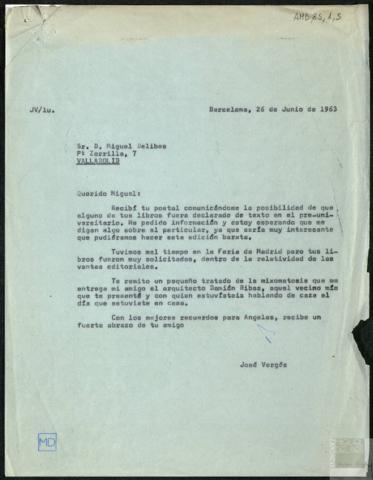 AMD 65, 1, 5
JV/lu.
Barcelona, 26 de Junio de 1963
Sr. D. Miguel Delibes
Pº Zorrilla, 7
VALLADOLID
Querido Miguel:
Recibí tu postal comunicándome la posibilidad de que
alguno de tus libros fuera declarado de texto en el preuni-
versitario. He pedido información y estoy esperando que me
digan algo sobre el particular, ya que sería muy interesante
que pudiéramos hacer esta edición barata.
Tuvimos mal tiempo en la Feria de Madrid pero tus li-
bros fueron muy solicitados, dentro de la relatividad de las
ventas editoriales.
Te remito un pequeño tratado de la mixomatosis que me
entrega mi amigo el arquitecto Damián Ribas, aquel vecino mío
que te presenté y con quien estuvísteis hablando de caza el
día que estuviste en casa.
Con los mejores recuerdos para Angeles, recibe un
fuerte abrazo de tu amigo
José Vergés
MD